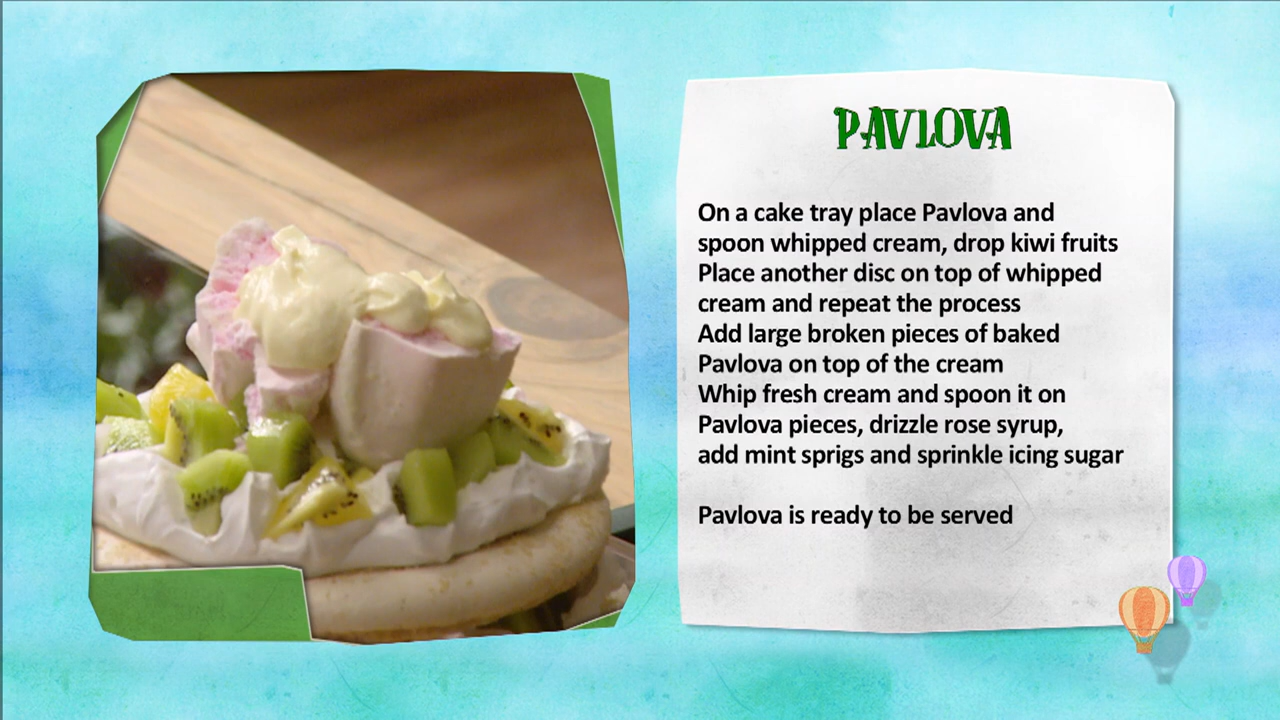 PAVLOVA
On a cake tray place Pavlova and
spoon whipped cream, drop kiwi fruits
Place another disc on top of whipped
cream and repeat the process
Add large broken pieces of baked
Pavlova on top of the cream
Whip fresh cream and spoon it on
Pavlova pieces, drizzle rose syrup,
add mint sprigs and sprinkle icing sugar
Pavlova is ready to be served